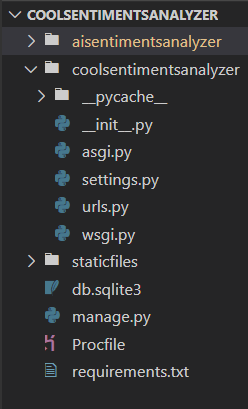 COOLSENTIMENTSANALYZER
aisentimentsanalyzer
coolsentimentsanalyzer
__pycache__
__init__.py
asgi.py
settings.py
urls.py
wsgi.py
staticfiles
db.sqlite3
manage.py
Procfile
requirements.txt